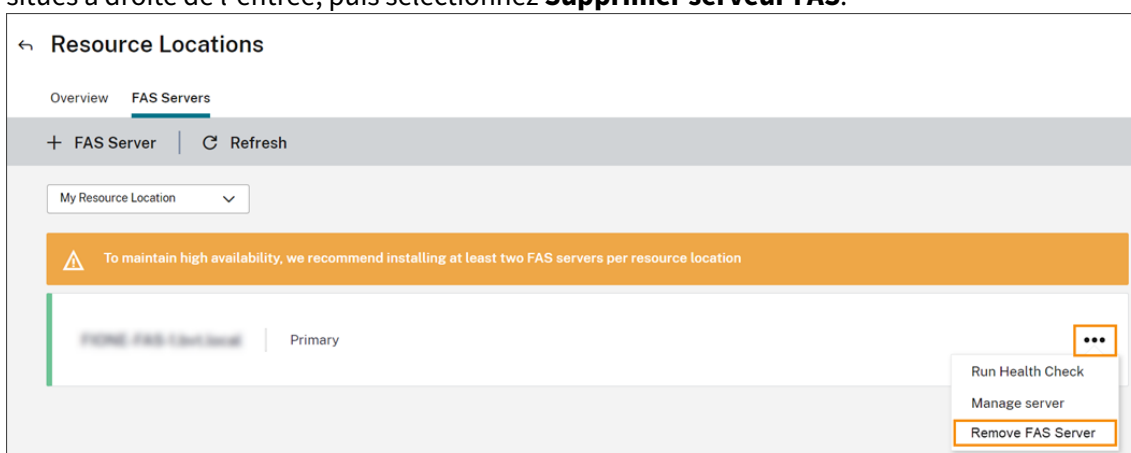 situés à droite de l'entrée, puis sélectionnez Supprimer serveur FAS.
Resource Locations
Overview FAS Servers
+ FAS Server Refresh
My Resource Location
To maintain high availability, we recommend installing at least two FAS servers per resource location
Primary
Run Health Check
Manage server
Remove FAS Server